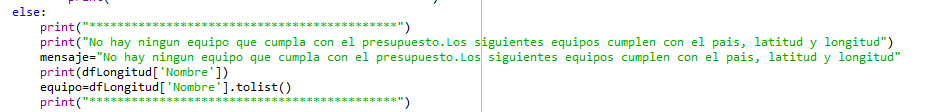 else:
print("********************************************")
print("No hay ningun equipo que cumpla con el presupuesto.Los siguientes equipos cumplen con el pais, latitud y longitud")
mensaje="No hay ningun equipo que cumpla con el presupuesto.Los siguientes equipos cumplen con el pais, latitud y longitud"
print(dfLongitud['Nombre'])
equipo=dfLongitud['Nombre'].tolist()
print("********************************************")